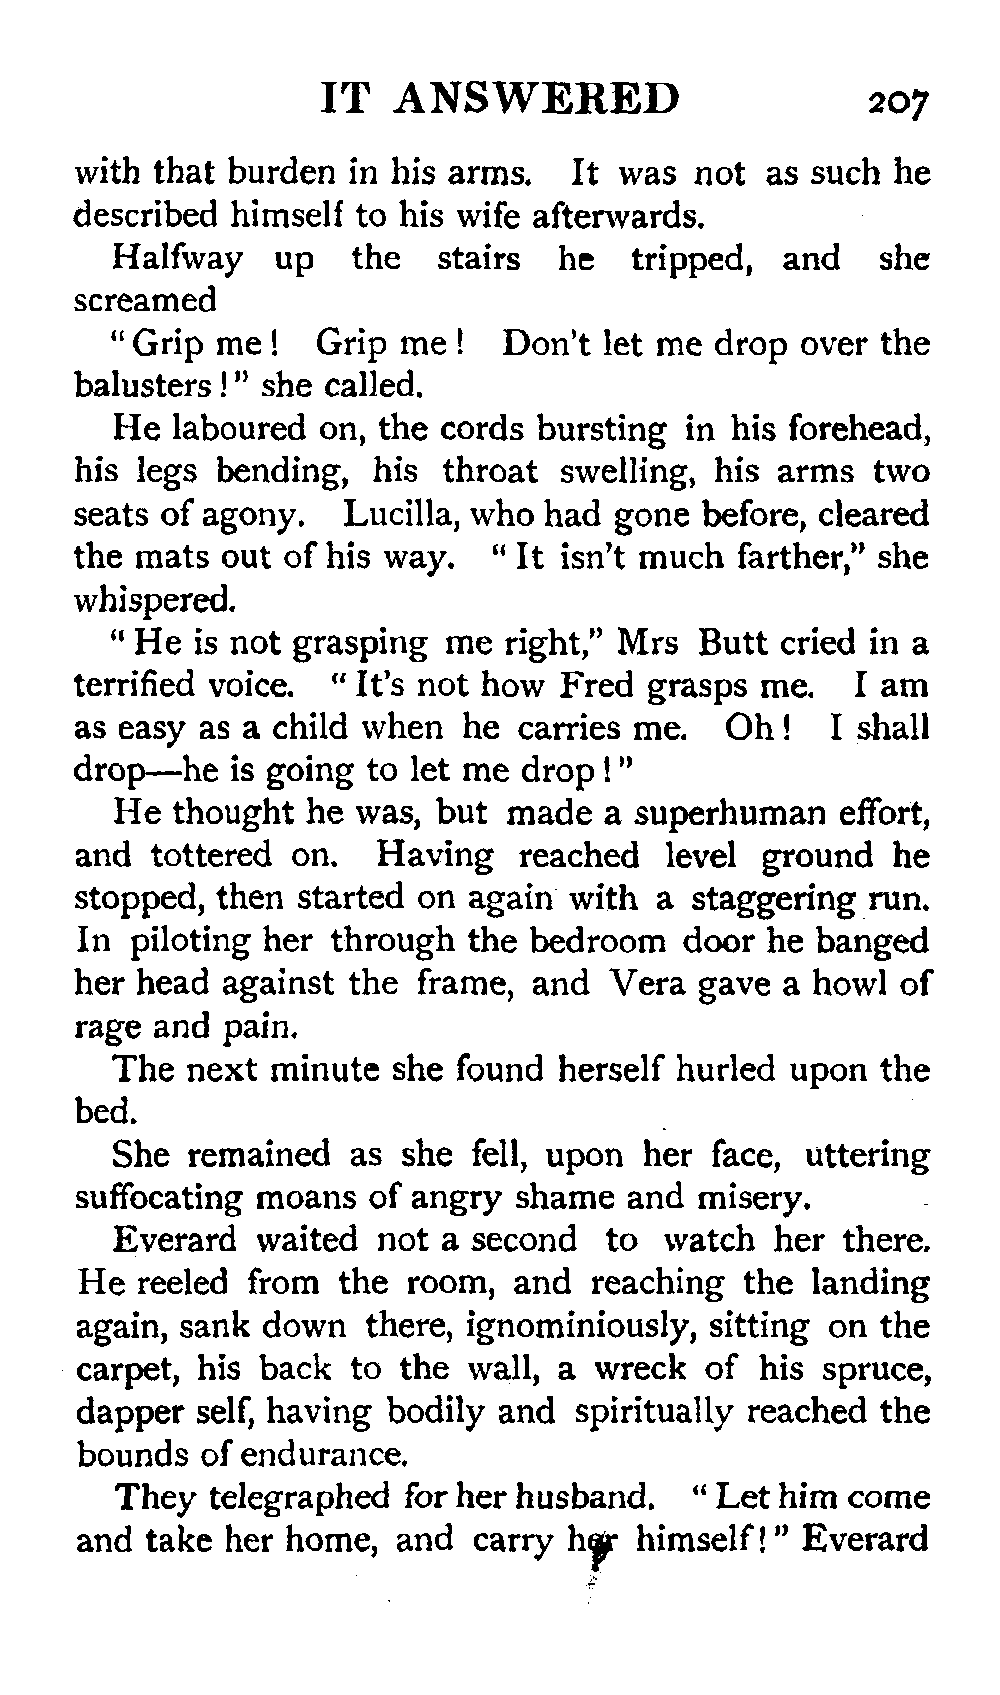 IT ANSWERED 207
with that burden in his arms. It was not as such he
described himself to his wife afterwards.
Halfway up the stairs he tripped, and she
screamed
"Grip me! Grip me! Don't let me drop over the
balusters!" she called.
He laboured on, the cords bursting in his forehead,
his legs bending, his throat swelling, his arms two
seats of agony. Lucilla, who had gone before, cleared
the mats out of his way. "It isn't much farther," she
whispered.
"He is not grasping me right," Mrs Butt cried in a
terrified voice. "It's not how Fred grasps me. I am
as easy as a child when he carries me. Oh! I shall
drop—he is going to let me drop!"
He thought he was, but made a superhuman effort,
and tottered on. Having reached level ground he
stopped, then started on again with a staggering run.
In piloting her through the bedroom door he banged
her head against the frame, and Vera gave a howl of
rage and pain.
The next minute she found herself hurled upon the
bed.
She remained as she fell, upon her face, uttering
suffocating moans of angry shame and misery.
Everard waited not a second to watch her there.
He reeled from the room, and reaching the landing
again, sank down there, ignominiously, sitting on the
carpet, his back to the wall, a wreck of his spruce,
dapper self, having bodily and spiritually reached the
bounds of endurance.
They telegraphed for her husband. "Let him come
and take her home, and carry her himself!" Everard